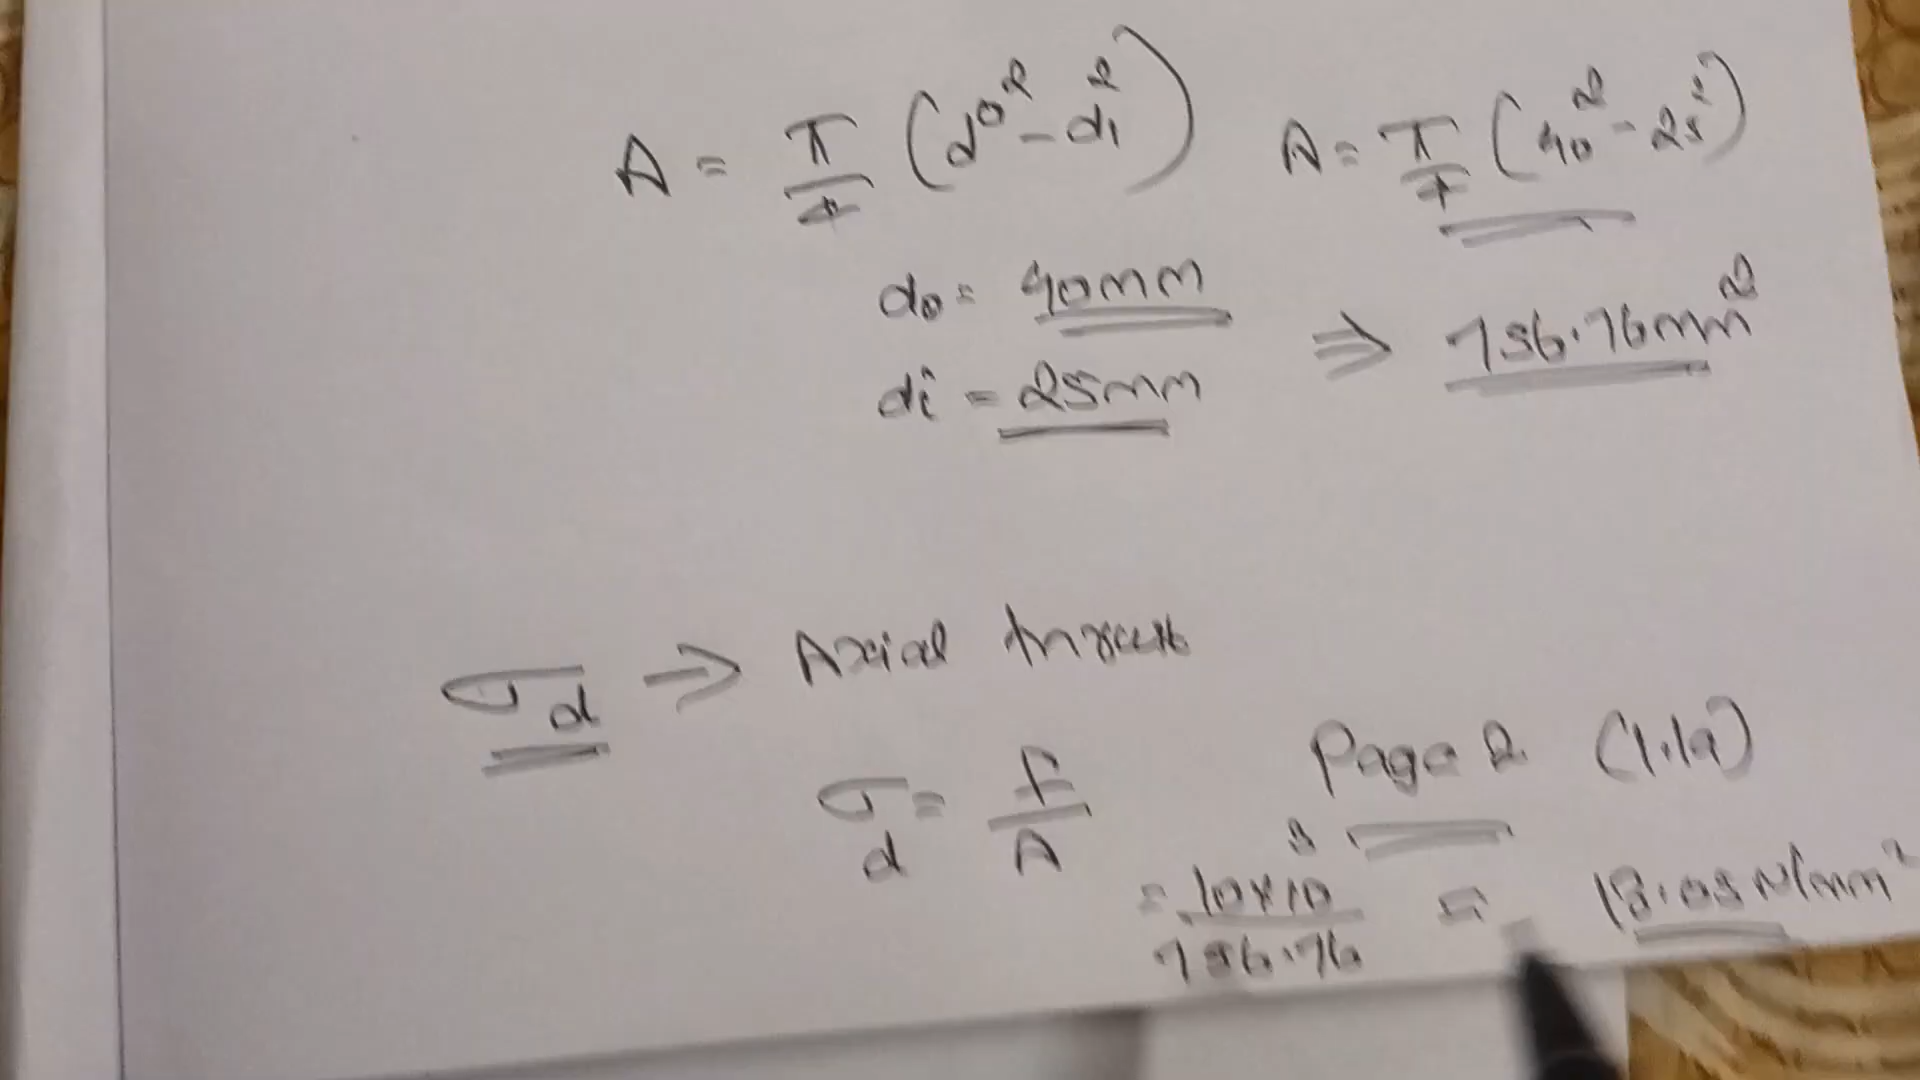 A = π/4 (do² - di²) A = π/4 (40² - 25²)
do = 40mm
⇒ 756.76mm²
di = 25mm
σd → Axial thrust
Page 2 (1.1a)
σd = F/A
= 10×10³/756.76 = 13.05N/mm²